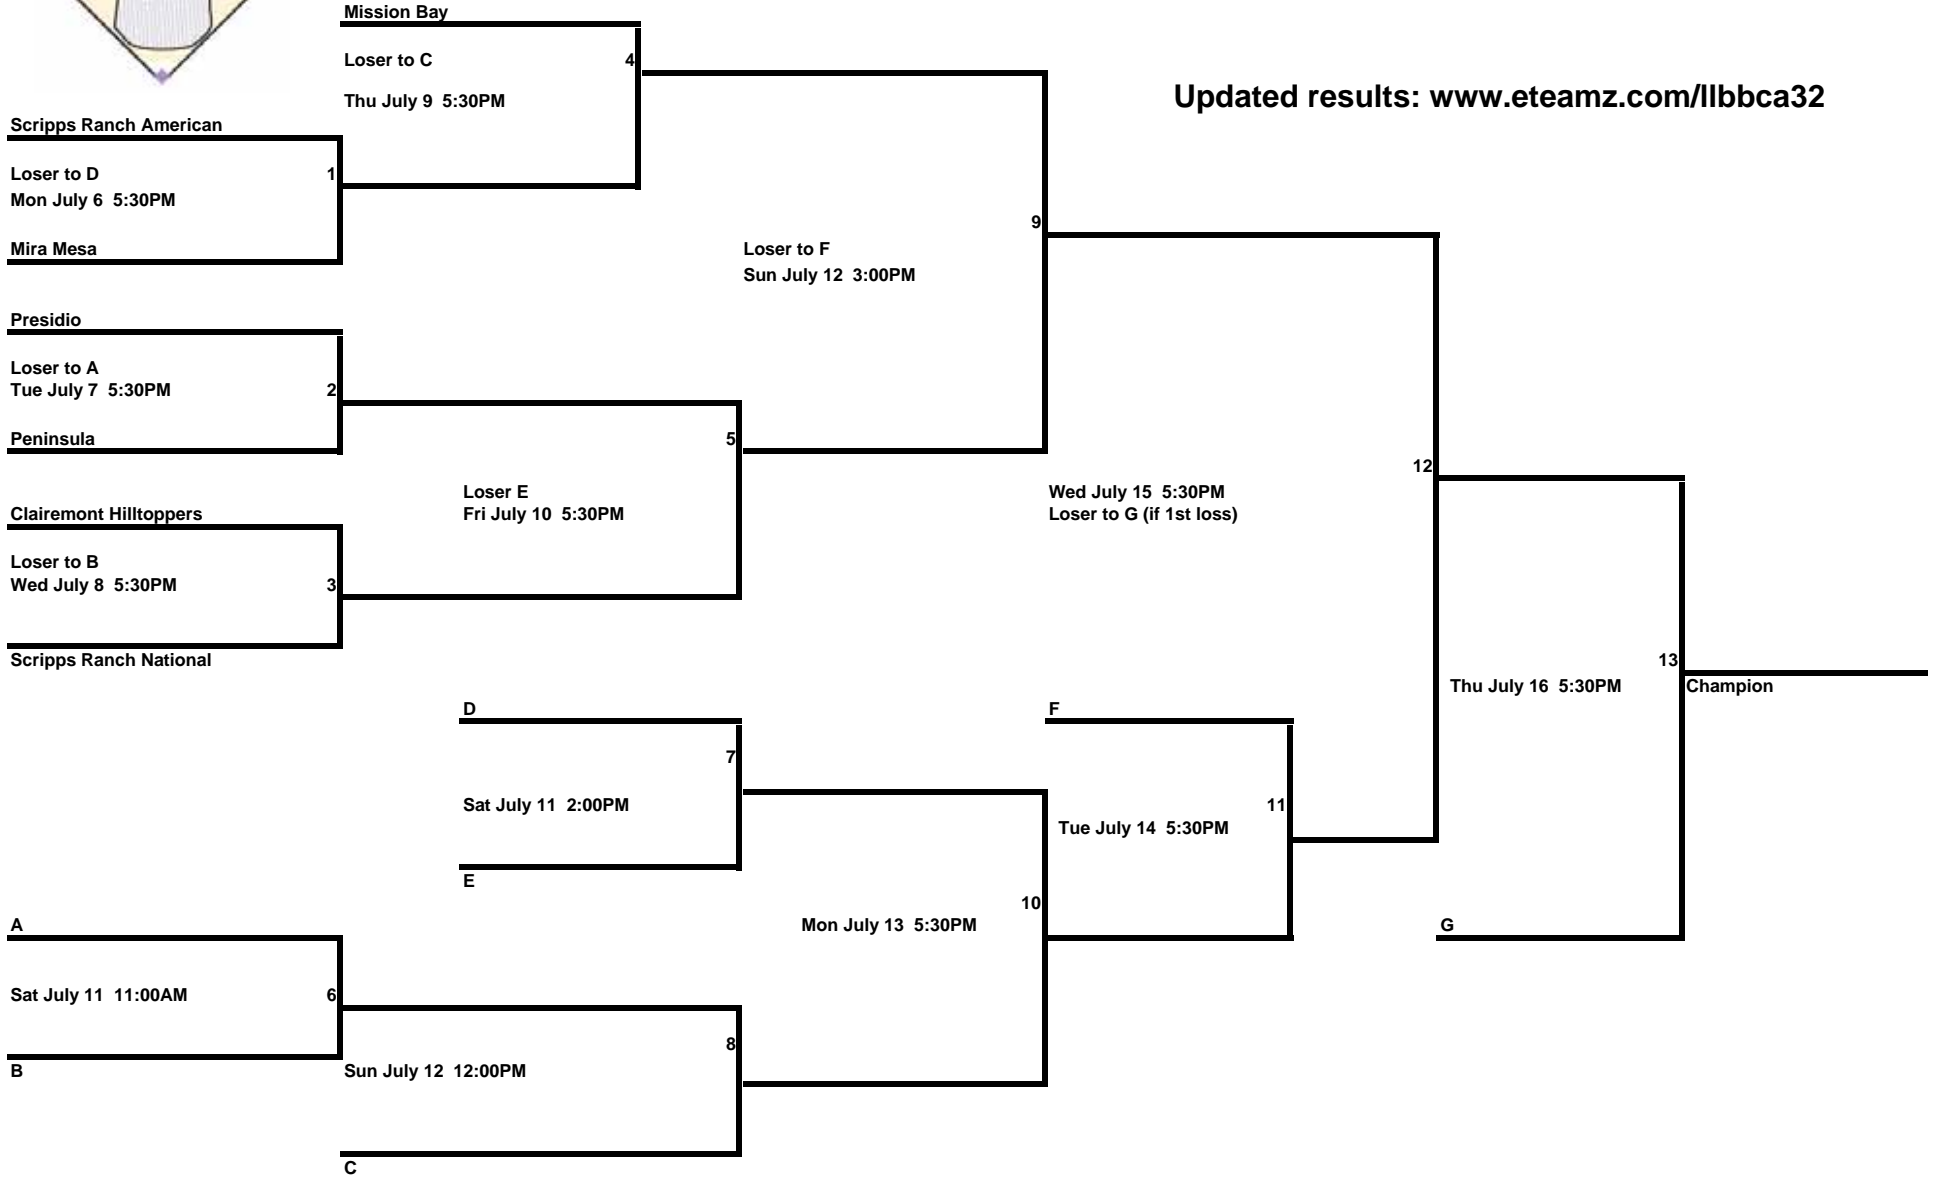 Mission Bay
Loser to C
4
Thu July 9 5:30PM
Updated results: www.eteamz.com/llbbca32
Scripps Ranch American
Loser to D
1
Mon July 6 5:30PM
Mira Mesa
9
Loser to F
Sun July 12 3:00PM
Presidio
Loser to A
Tue July 7 5:30PM
2
Peninsula
5
12
Loser E
Fri July 10 5:30PM
Wed July 15 5:30PM
Loser to G (if 1st loss)
Clairemont Hilltoppers
Loser to B
Wed July 8 5:30PM
3
Scripps Ranch National
13
Thu July 16 5:30PM
Champion
D
F
7
Sat July 11 2:00PM
11
Tue July 14 5:30PM
E
10
A
Mon July 13 5:30PM
G
Sat July 11 11:00AM
6
8
B
Sun July 12 12:00PM
C